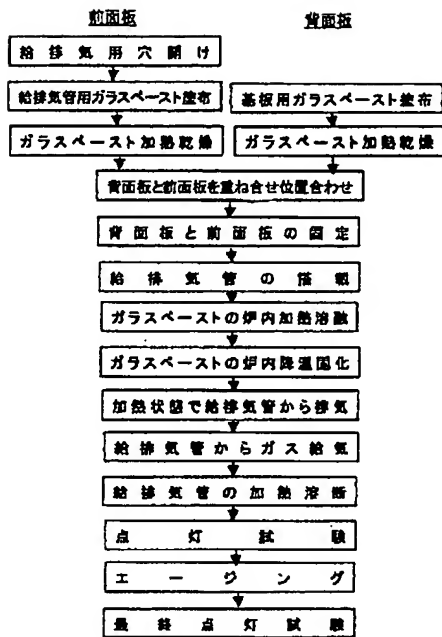 前面板
背面板
給排気用穴開け
給排気管用ガラスペースト塗布
基板用ガラスペースト塗布
ガラスペースト加熱乾燥
ガラスペースト加熱乾燥
背面板と前面板を重ね合せ位置合わせ
背面板と前面板の固定
給排気管の搭載
ガラスペーストの炉内加熱溶融
ガラスペーストの炉内降温固化
加熱状態で給排気管から排気
給排気管からガス給気
給排気管の加熱溶断
点灯試験
エージング
最終点灯試験